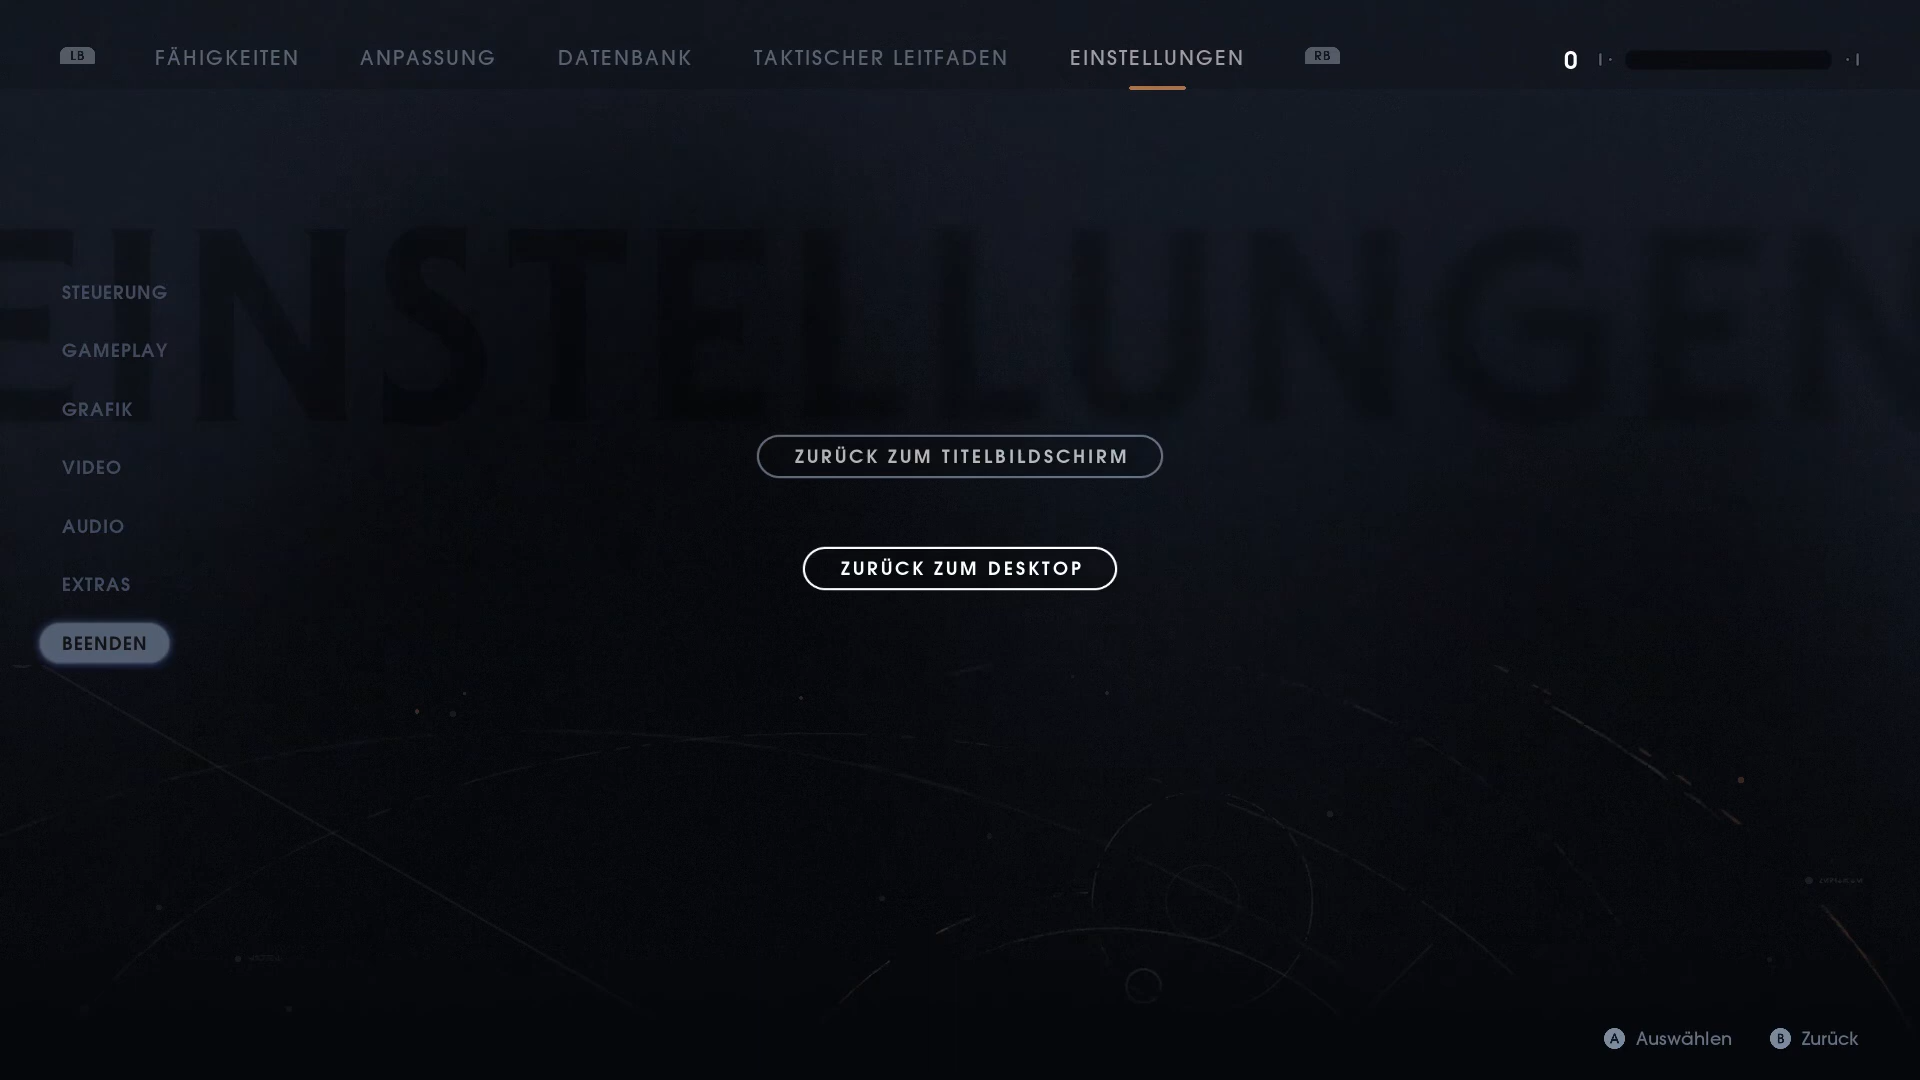 LB FÄHIGKEITEN ANPASSUNG DATENBANK TAKTISCHER LEITFADEN EINSTELLUNGEN RB 0
EINSTELLUNGEN
STEUERUNG
GAMEPLAY
GRAFIK
VIDEO
AUDIO
EXTRAS
BEENDEN
ZURÜCK ZUM TITELBILDSCHIRM
ZURÜCK ZUM DESKTOP
A Auswählen B Zurück